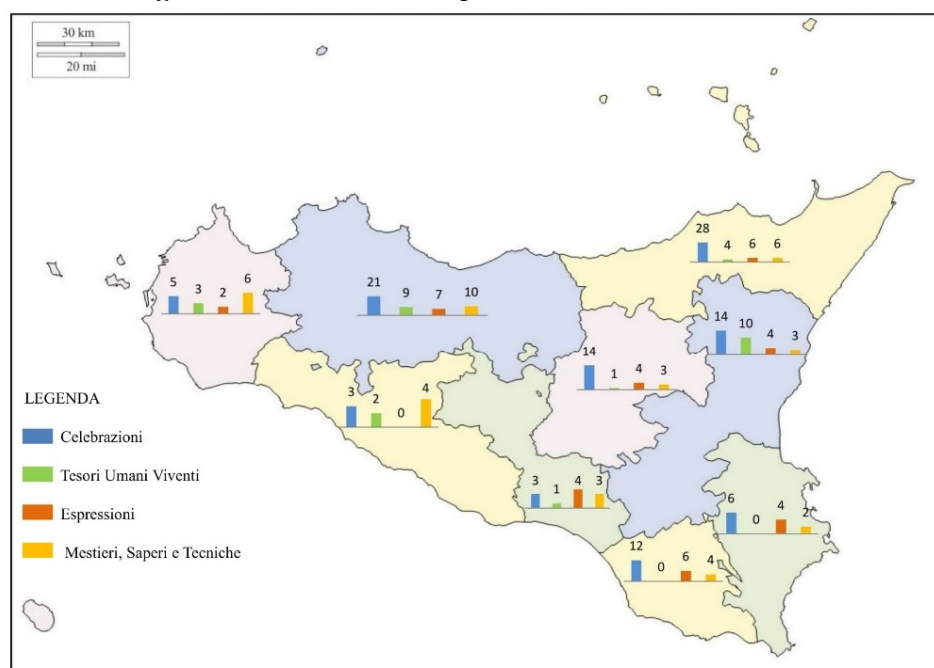 30 km
20 mi
28 4 6 6
5 3 2 6
21 9 7 10
14 10 4 3
14 1 4 3
3 2 0 4
LEGENDA
Celebrazioni
Tesori Umani Viventi
Espressioni
Mestieri, Saperi e Tecniche
3 1 4 3
6 0 4 2
12 0 6 4